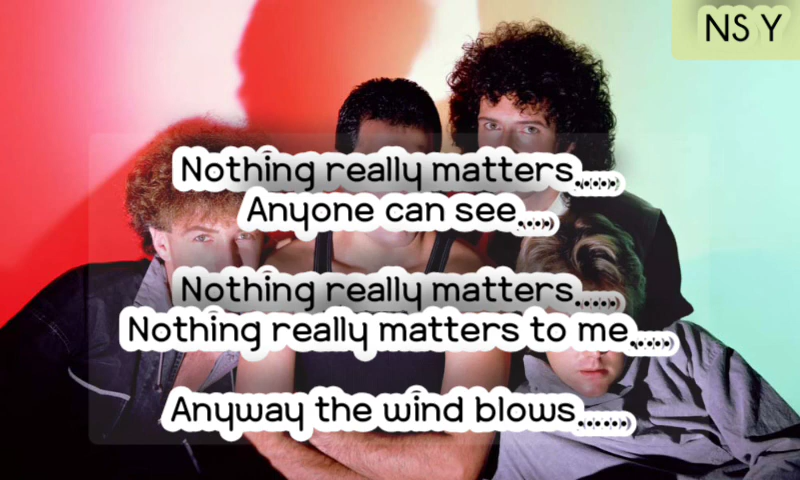 NS Y
Nothing really matters.....
Anyone can see....
Nothing really matters.....
Nothing really matters to me.....
Anyway the wind blows......